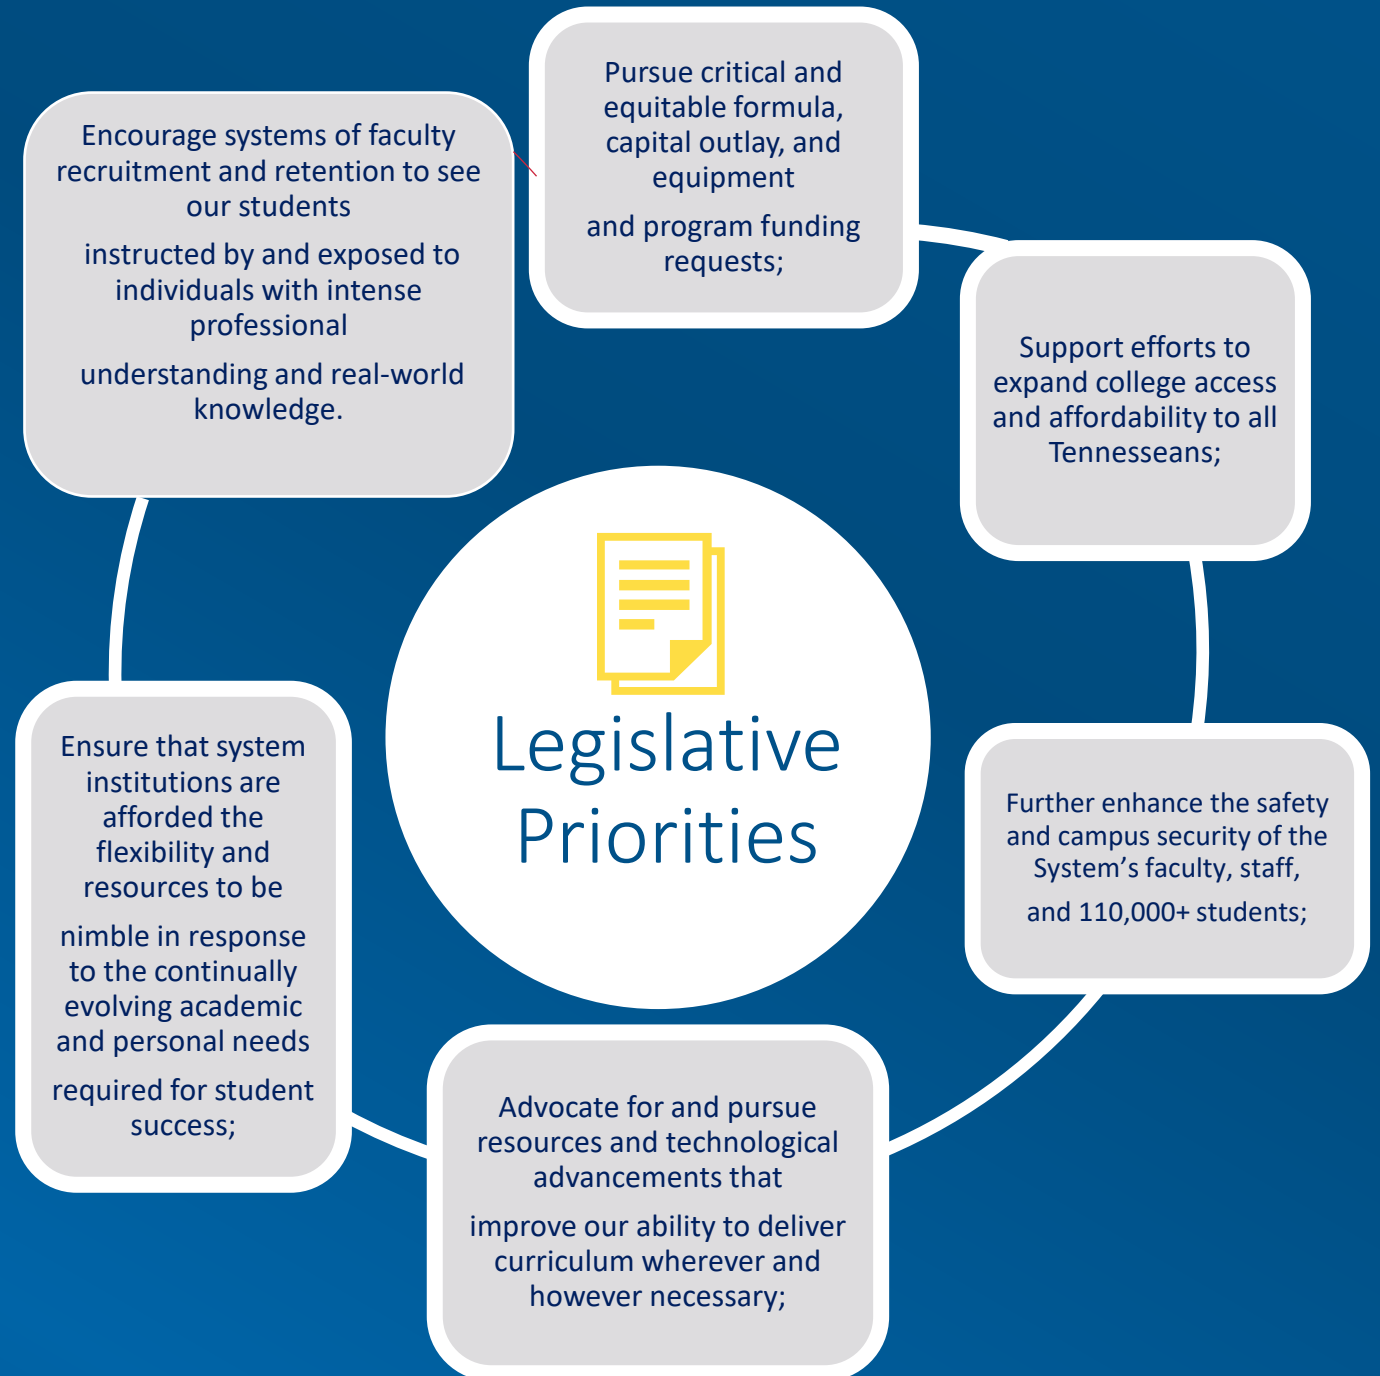 Pursue critical and
equitable formula,
capital outlay, and
equipment
and program funding
requests;
Support efforts to
expand college access
and affordability to all
Tennesseans;
Further enhance the safety
and campus security of the
System’s faculty, staff,
and 110,000+ students;
Advocate for and pursue
resources and technological
advancements that
improve our ability to deliver
curriculum wherever and
however necessary;
Ensure that system
institutions are
afforded the
flexibility and
resources to be
nimble in response
to the continually
evolving academic
and personal needs
required for student
success;
Encourage systems of faculty
recruitment and retention to see
our students
instructed by and exposed to
individuals with intense
professional
understanding and real-world
knowledge.
Legislative
Priorities